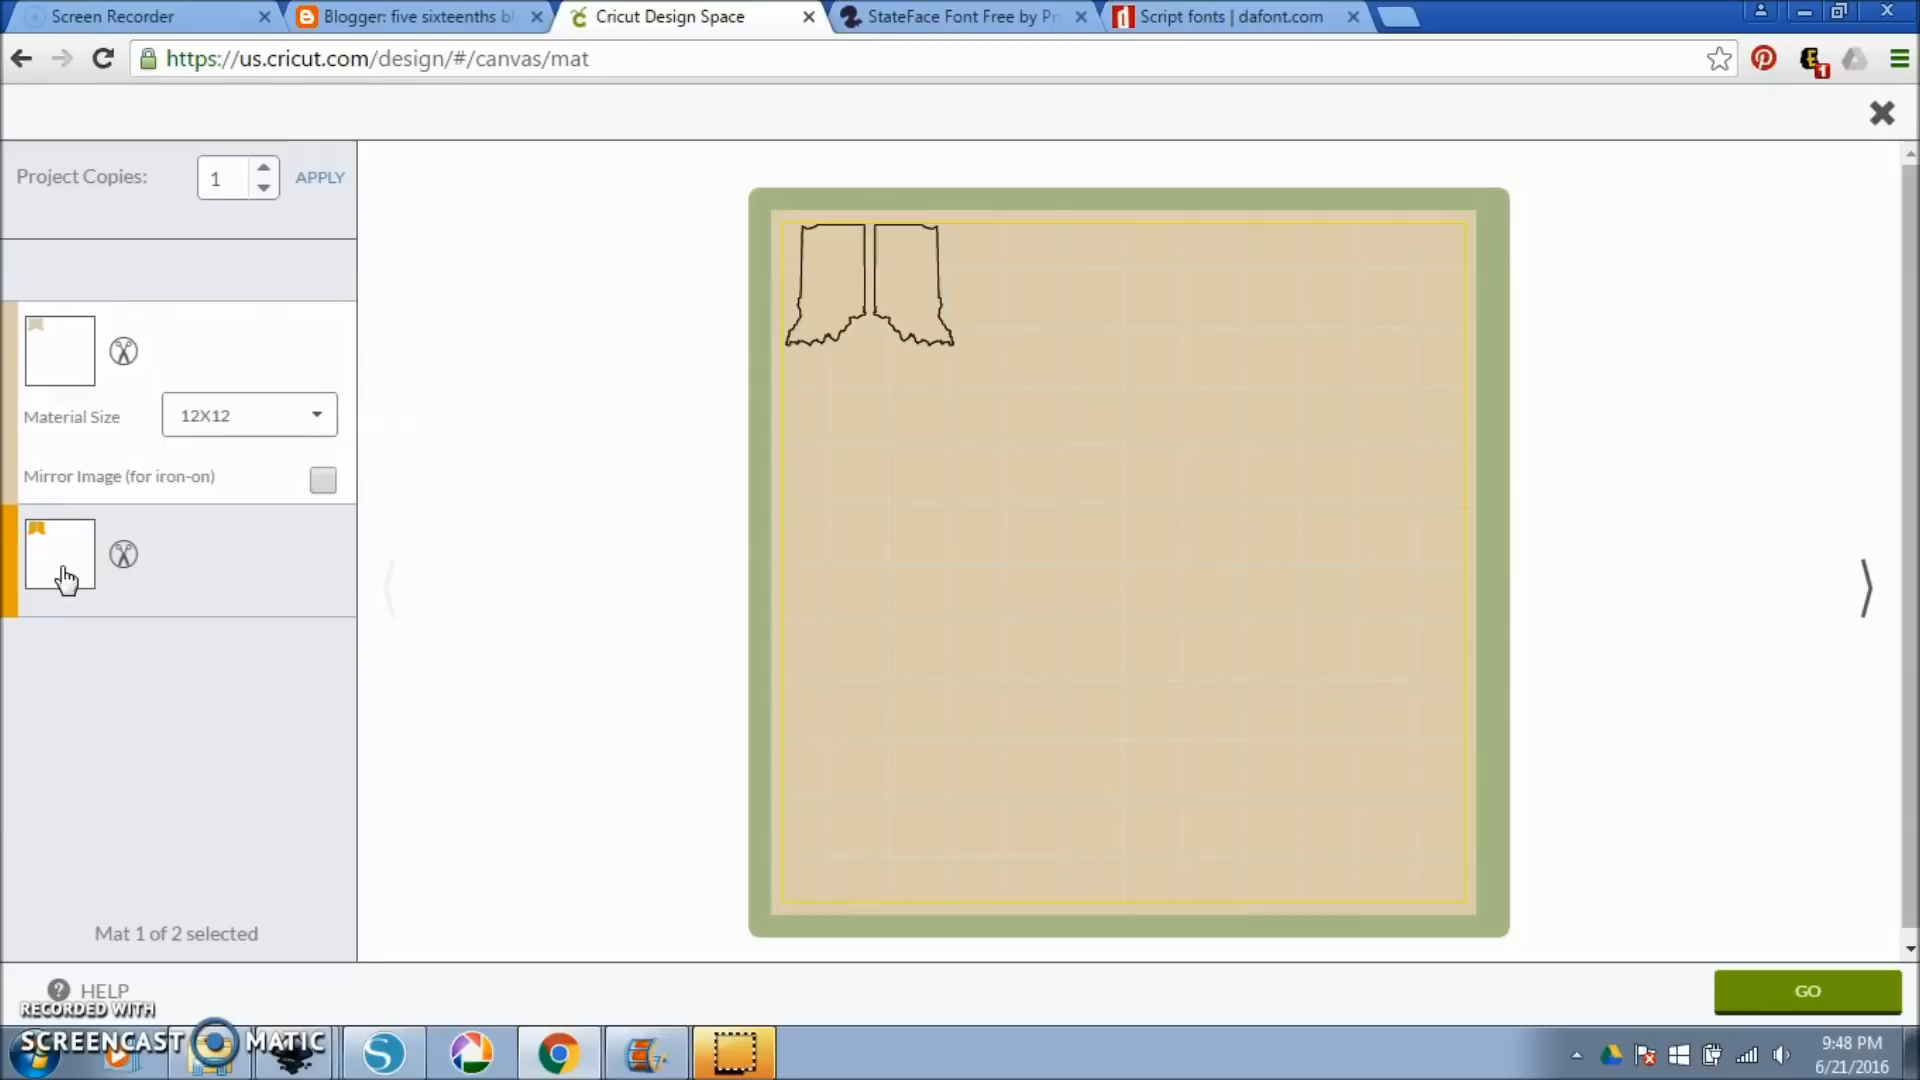 Screen Recorder
Blogger: five sixteenths b
Cricut Design Space
StateFace Font Free by Pr
Script fonts | dafont.com
https://us.cricut.com/design/#/canvas/mat
1
Project Copies:
1
APPLY
Material Size
12X12
Mirror Image (for iron-on)
Mat 1 of 2 selected
? HELP
GO
RECORDED WITH
SCREENCAST MATIC
9:48 PM
6/21/2016